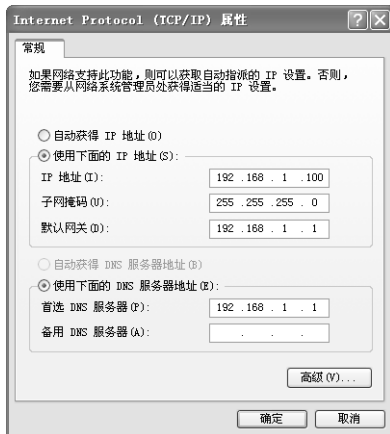 Internet Protocol (TCP/IP) 属性
常规
如果网络支持此功能，则可以获取自动指派的 IP 设置。否则，
您需要从网络系统管理员处获得适当的 IP 设置。
自动获得 IP 地址(O)
使用下面的 IP 地址(S):
IP 地址(I): 192 .168 . 1 .100
子网掩码(U): 255 .255 .255 . 0
默认网关(D): 192 .168 . 1 . 1
自动获得 DNS 服务器地址(B)
使用下面的 DNS 服务器地址(E):
首选 DNS 服务器(P): 192 .168 . 1 . 1
备用 DNS 服务器(A): . . .
高级(V)...
确定 取消